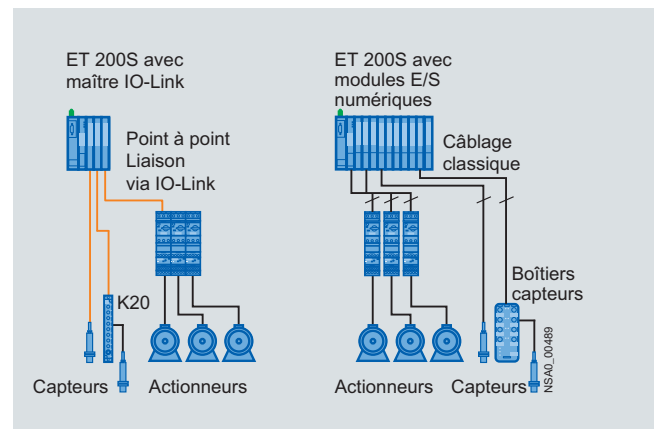 ET 200S avec
maître IO-Link
Point à point
Liaison
via IO-Link
K20
Capteurs
Actionneurs
ET 200S avec
modules E/S
numériques
Câblage
classique
Boîtiers
capteurs
Actionneurs
Capteurs
NSA0_00489